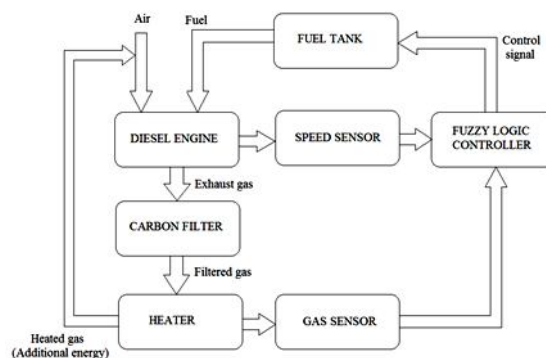 Air
Fuel
FUEL TANK
Control
signal
DIESEL ENGINE
SPEED SENSOR
FUZZY LOGIC
CONTROLLER
Exhaust gas
CARBON FILTER
Filtered gas
HEATER
GAS SENSOR
Heated gas
(Additional energy)